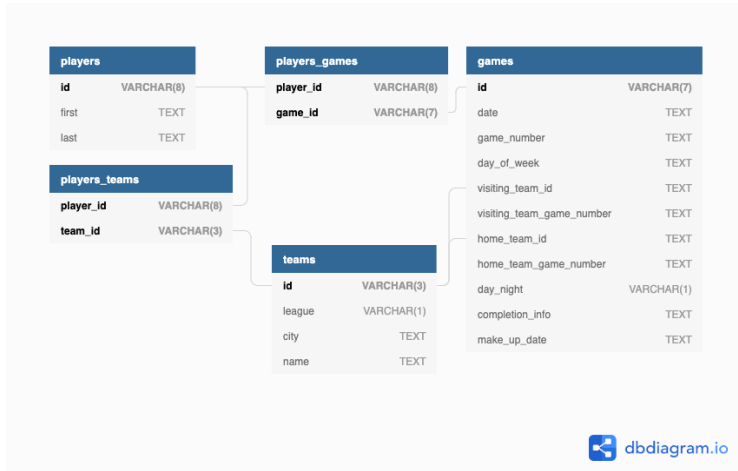 players
id VARCHAR(8)
first TEXT
last TEXT
players_teams
player_id VARCHAR(8)
team_id VARCHAR(3)
players_games
player_id VARCHAR(8)
game_id VARCHAR(7)
teams
id VARCHAR(3)
league VARCHAR(1)
city TEXT
name TEXT
games
id VARCHAR(7)
date TEXT
game_number TEXT
day_of_week TEXT
visiting_team_id TEXT
visiting_team_game_number TEXT
home_team_id TEXT
home_team_game_number TEXT
day_night VARCHAR(1)
completion_info TEXT
make_up_date TEXT
dbdiagram.io